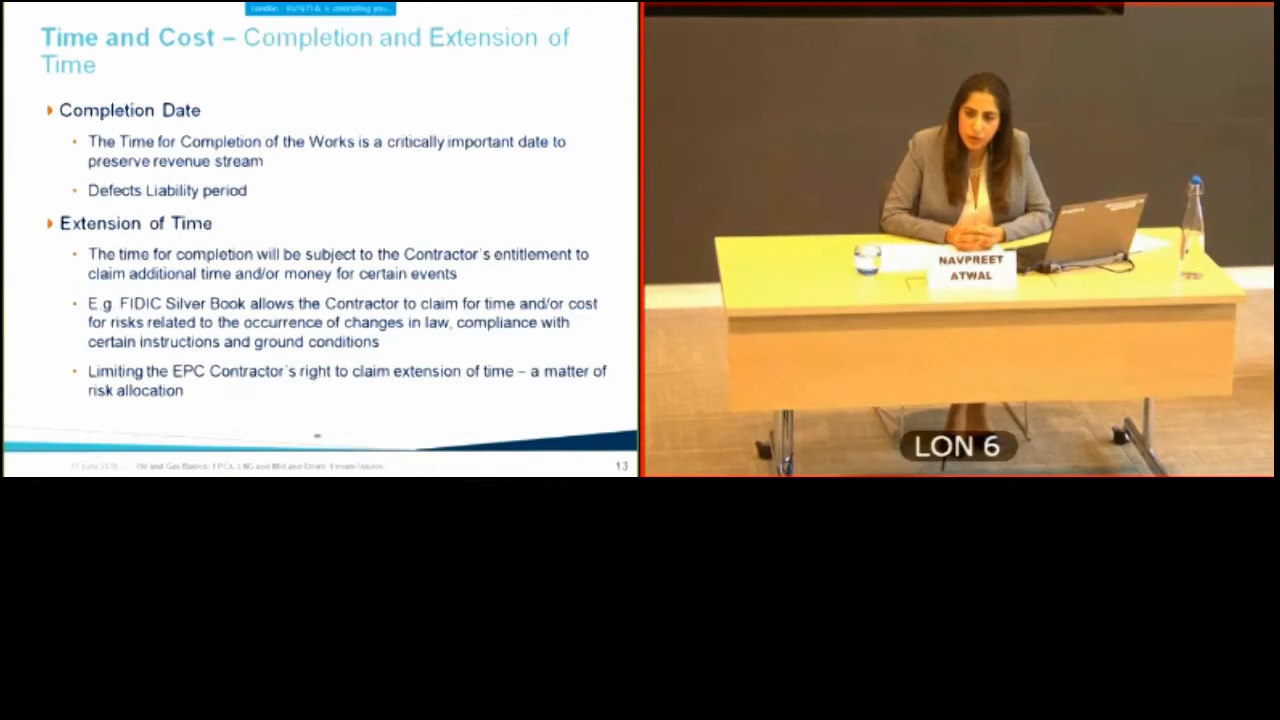 Time and Cost – Completion and Extension of
Time
Completion Date
The Time for Completion of the Works is a critically important date to
preserve revenue stream
Defects Liability period
Extension of Time
The time for completion will be subject to the Contractor's entitlement to
claim additional time and/or money for certain events
E.g. FIDIC Silver Book allows the Contractor to claim for time and/or cost
for risks related to the occurrence of changes in law, compliance with
certain instructions and ground conditions
Limiting the EPC Contractor's right to claim extension of time – a matter of
risk allocation
13
NAVPREET
ATWAL
LON 6